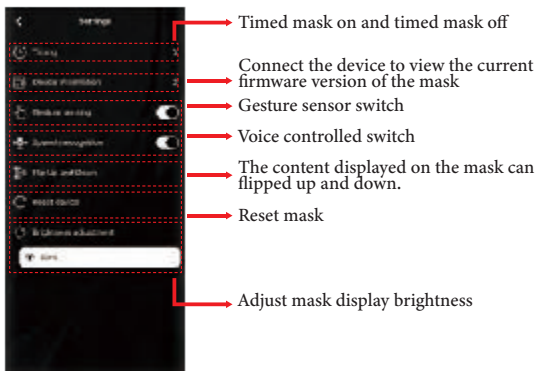 Settings
Timing
Device information
Gesture sensing
Speech recognition
Flip Up and Down
Reset device
Brightness adjustment
Timed mask on and timed mask off
Connect the device to view the current
firmware version of the mask
Gesture sensor switch
Voice controlled switch
The content displayed on the mask can
flipped up and down.
Reset mask
Adjust mask display brightness